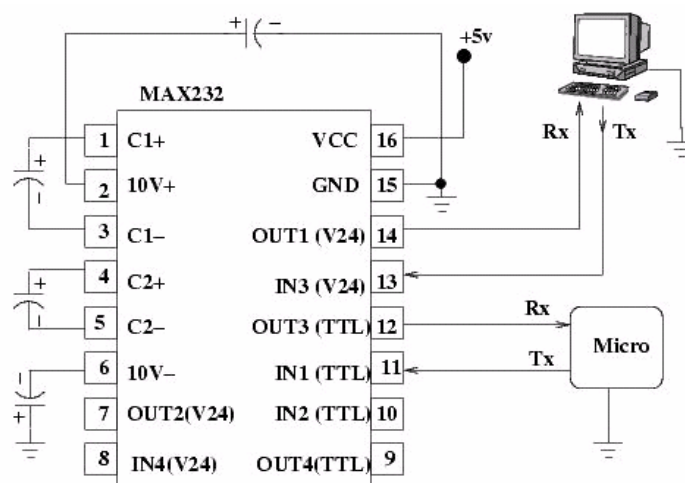 + −
+5v
MAX232
1 C1+ VCC 16
Rx Tx
+
−
2 10V+ GND 15
3 C1− OUT1 (V24) 14
4 C2+ IN3 (V24) 13
+
−
5 C2− OUT3 (TTL) 12
Rx
Micro
6 10V− IN1 (TTL) 11
Tx
−
+
7 OUT2(V24) IN2 (TTL) 10
8 IN4(V24) OUT4(TTL) 9